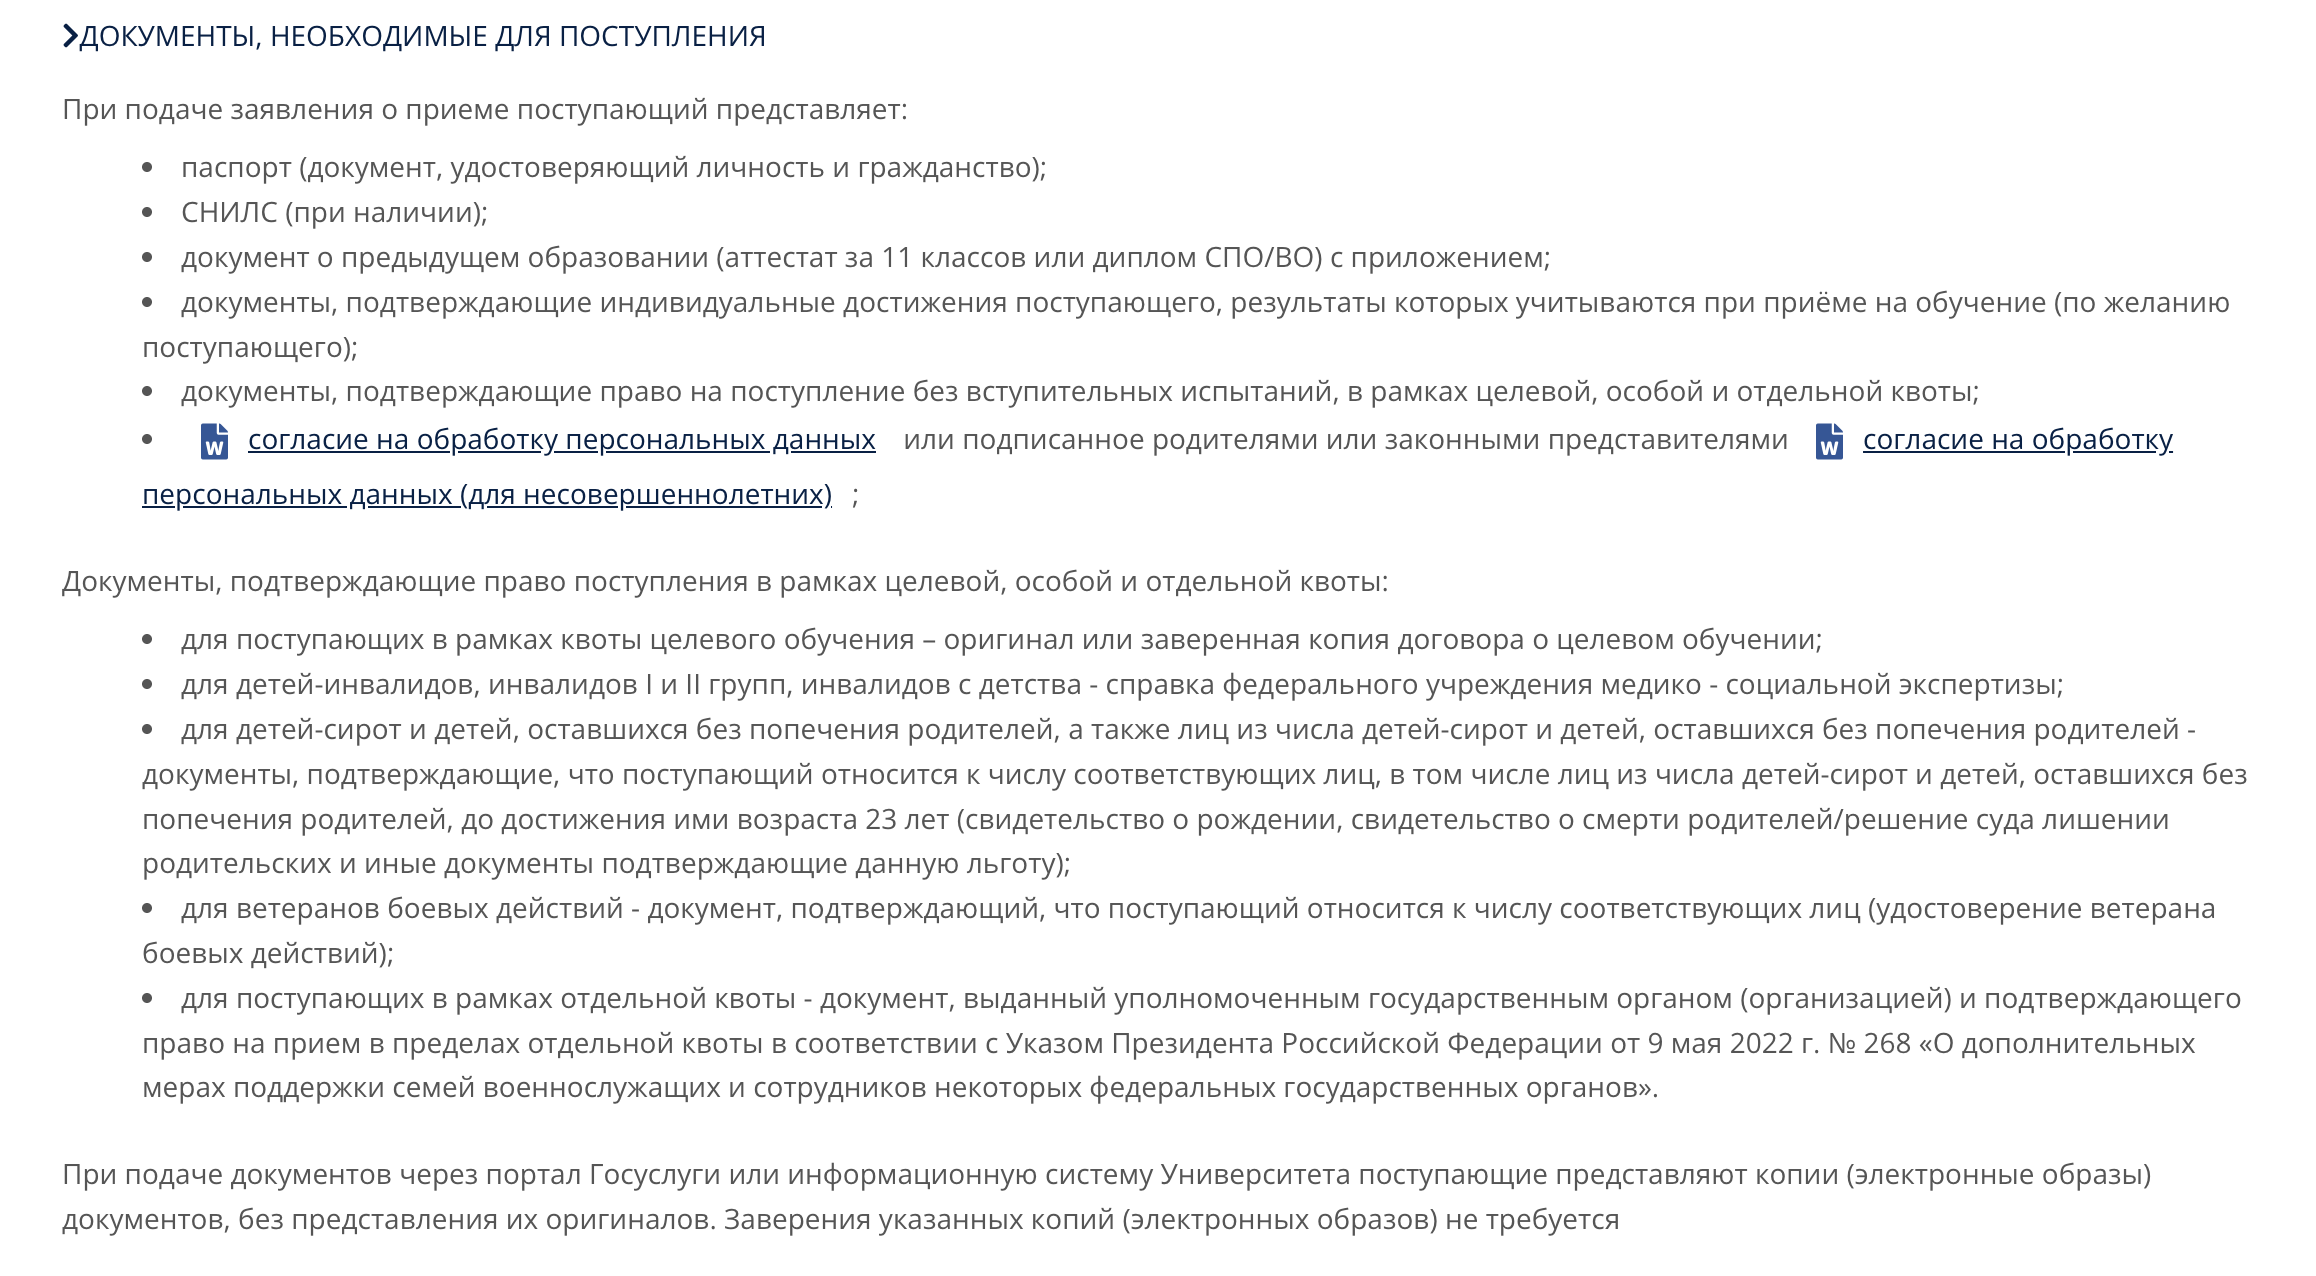 ДОКУМЕНТЫ, НЕОБХОДИМЫЕ ДЛЯ ПОСТУПЛЕНИЯ
При подаче заявления о приеме поступающий представляет:
• паспорт (документ, удостоверяющий личность и гражданство);
• СНИЛС (при наличии);
• документ о предыдущем образовании (аттестат за 11 классов или диплом СПО/ВО) с приложением;
• документы, подтверждающие индивидуальные достижения поступающего, результаты которых учитываются при приёме на обучение (по желанию
поступающего);
• документы, подтверждающие право на поступление без вступительных испытаний, в рамках целевой, особой и отдельной квоты;
• согласие на обработку персональных данных или подписанное родителями или законными представителями согласие на обработку
персональных данных (для несовершеннолетних) ;
Документы, подтверждающие право поступления в рамках целевой, особой и отдельной квоты:
• для поступающих в рамках квоты целевого обучения – оригинал или заверенная копия договора о целевом обучении;
• для детей-инвалидов, инвалидов I и II групп, инвалидов с детства - справка федерального учреждения медико - социальной экспертизы;
• для детей-сирот и детей, оставшихся без попечения родителей, а также лиц из числа детей-сирот и детей, оставшихся без попечения родителей -
документы, подтверждающие, что поступающий относится к числу соответствующих лиц, в том числе лиц из числа детей-сирот и детей, оставшихся без
попечения родителей, до достижения ими возраста 23 лет (свидетельство о рождении, свидетельство о смерти родителей/решение суда лишении
родительских и иные документы подтверждающие данную льготу);
• для ветеранов боевых действий - документ, подтверждающий, что поступающий относится к числу соответствующих лиц (удостоверение ветерана
боевых действий);
• для поступающих в рамках отдельной квоты - документ, выданный уполномоченным государственным органом (организацией) и подтверждающего
право на прием в пределах отдельной квоты в соответствии с Указом Президента Российской Федерации от 9 мая 2022 г. № 268 «О дополнительных
мерах поддержки семей военнослужащих и сотрудников некоторых федеральных государственных органов».
При подаче документов через портал Госуслуги или информационную систему Университета поступающие представляют копии (электронные образы)
документов, без представления их оригиналов. Заверения указанных копий (электронных образов) не требуется